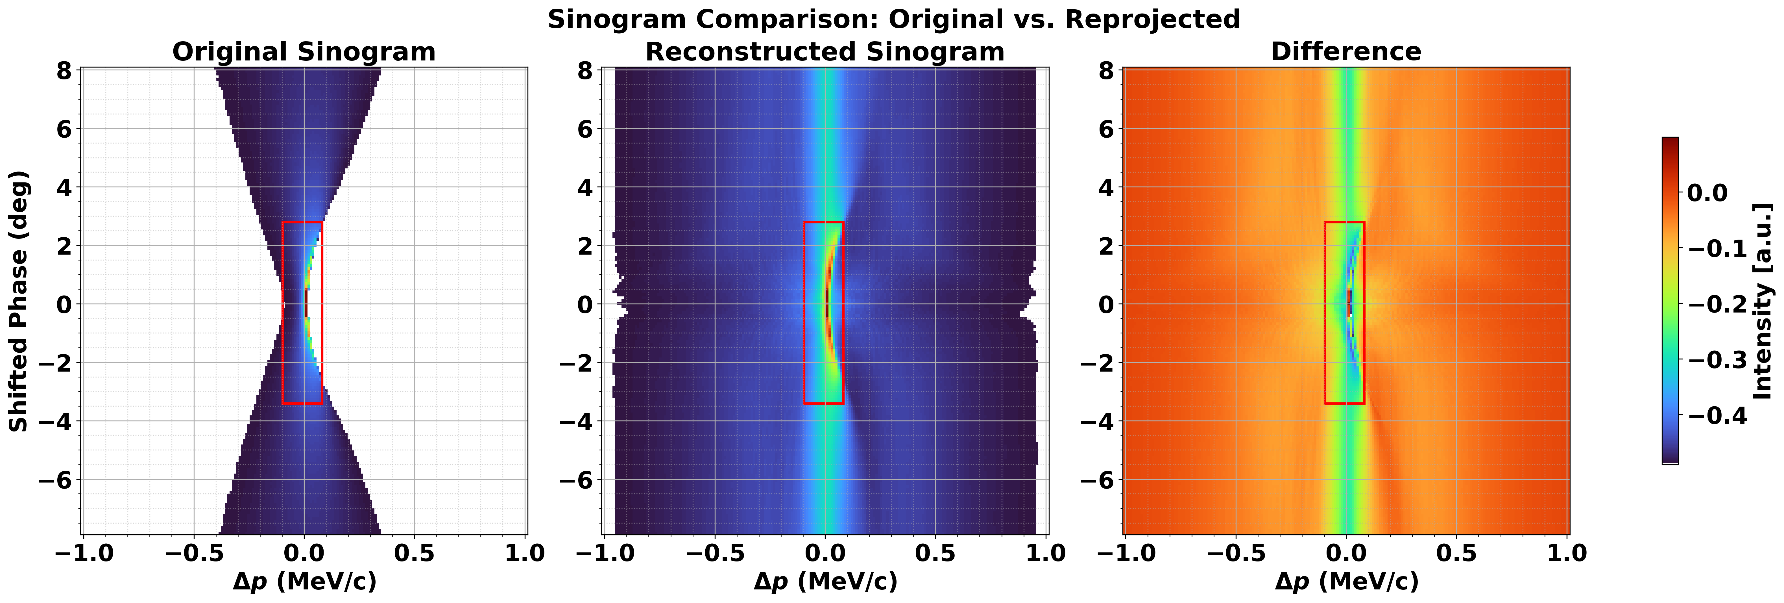 Sinogram Comparison: Original vs. Reprojected
Original Sinogram
Reconstructed Sinogram
Difference
8
6
4
2
0
−2
−4
−6
8
6
4
2
0
−2
−4
−6
8
6
4
2
0
−2
−4
−6
Shifted Phase (deg)
−1.0 −0.5 0.0 0.5 1.0
−1.0 −0.5 0.0 0.5 1.0
−1.0 −0.5 0.0 0.5 1.0
Δp (MeV/c)
Δp (MeV/c)
Δp (MeV/c)
0.0
−0.1
−0.2
−0.3
−0.4
Intensity [a.u.]